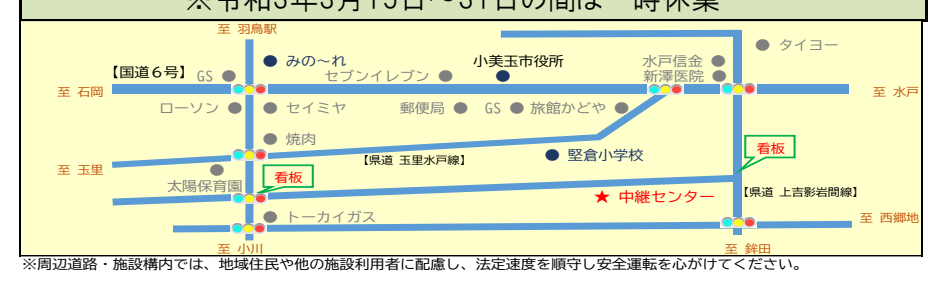 ※令和5年3月15日~31日の間は一時休業
至 羽鳥駅
みの~れ
小美玉市役所
水戸信金
タイヨー
【国道6号】
GS
セブンイレブン
新澤医院
至 石岡
至 水戸
ローソン
セイミヤ
郵便局
GS
旅館かどや
焼肉
看板
【県道 玉里水戸線】
堅倉小学校
至 玉里
太陽保育園
看板
★ 中継センター
【県道 上吉影岩間線】
トーカイガス
至 西郷地
至 小川
至 鉾田
※周辺道路・施設構内では、地域住民や他の施設利用者に配慮し、法定速度を順守し安全運転を心がけてください。